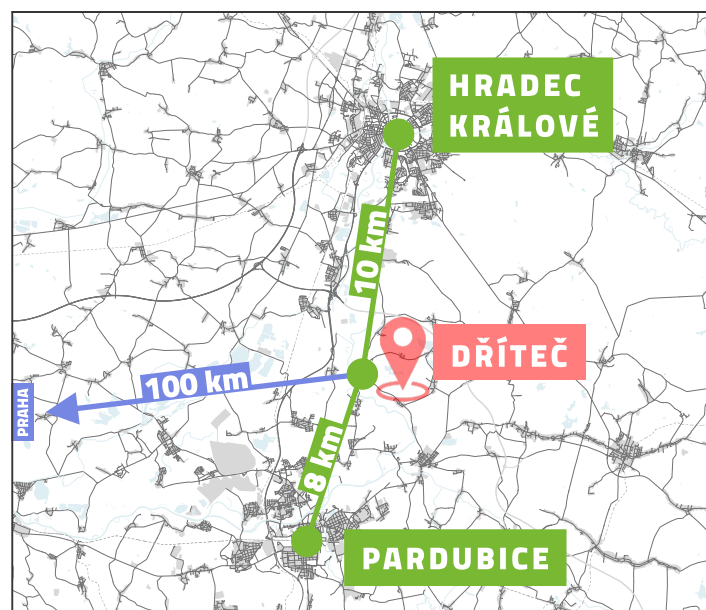 HRADEC
KRÁLOVÉ
10 km
DŘÍTEČ
100 km
PRAHA
8 km
PARDUBICE